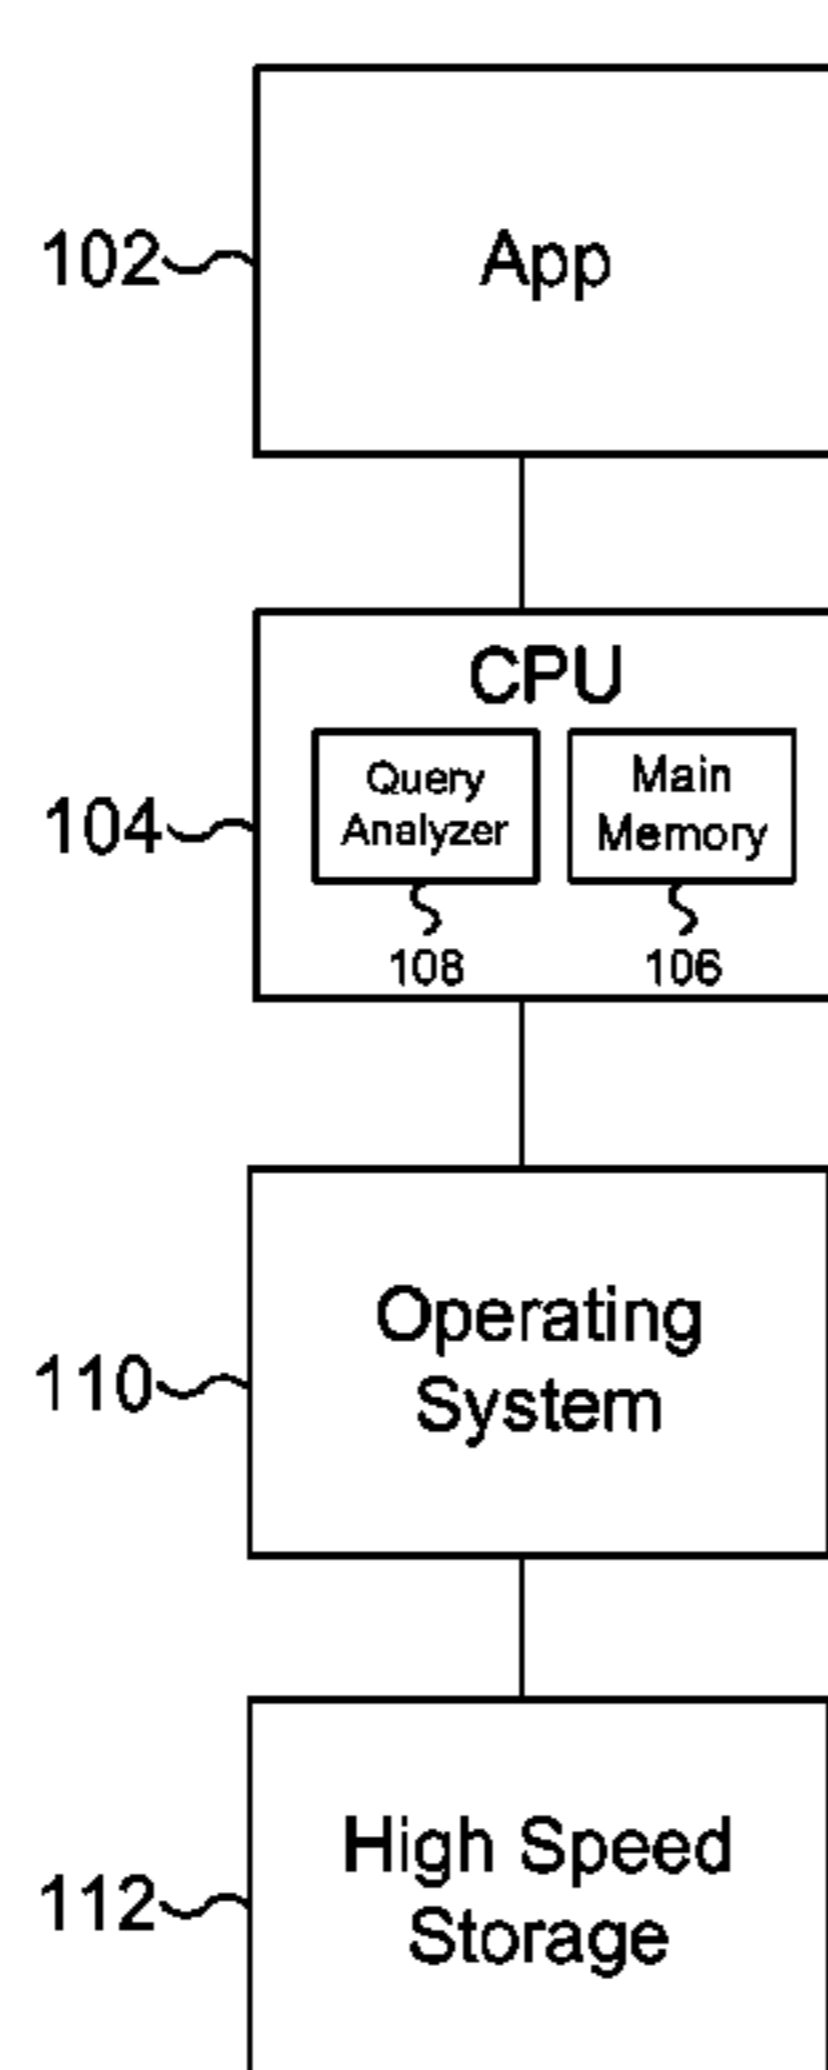 102
App
CPU
104
Query
Analyzer
Main
Memory
108
106
110
Operating
System
112
High Speed
Storage